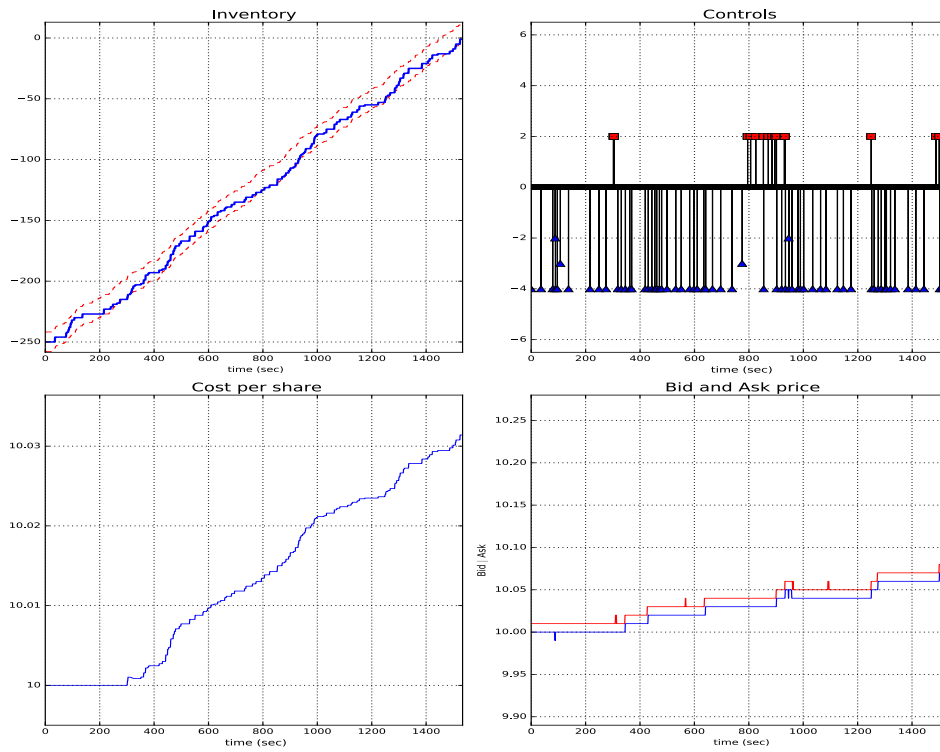 Inventory
0
−50
−100
−150
−200
−250
0 200 400 600 800 1000 1200 1400
time (sec)
Controls
6
4
2
0
−2
−4
−6
0 200 400 600 800 1000 1200 1400
time (sec)
Cost per share
10.03
10.02
10.01
10
0 200 400 600 800 1000 1200 1400
time (sec)
Bid and Ask price
Bid | Ask
10.25
10.20
10.15
10.10
10.05
10.00
9.95
9.90
0 200 400 600 800 1000 1200 1400
time (sec)